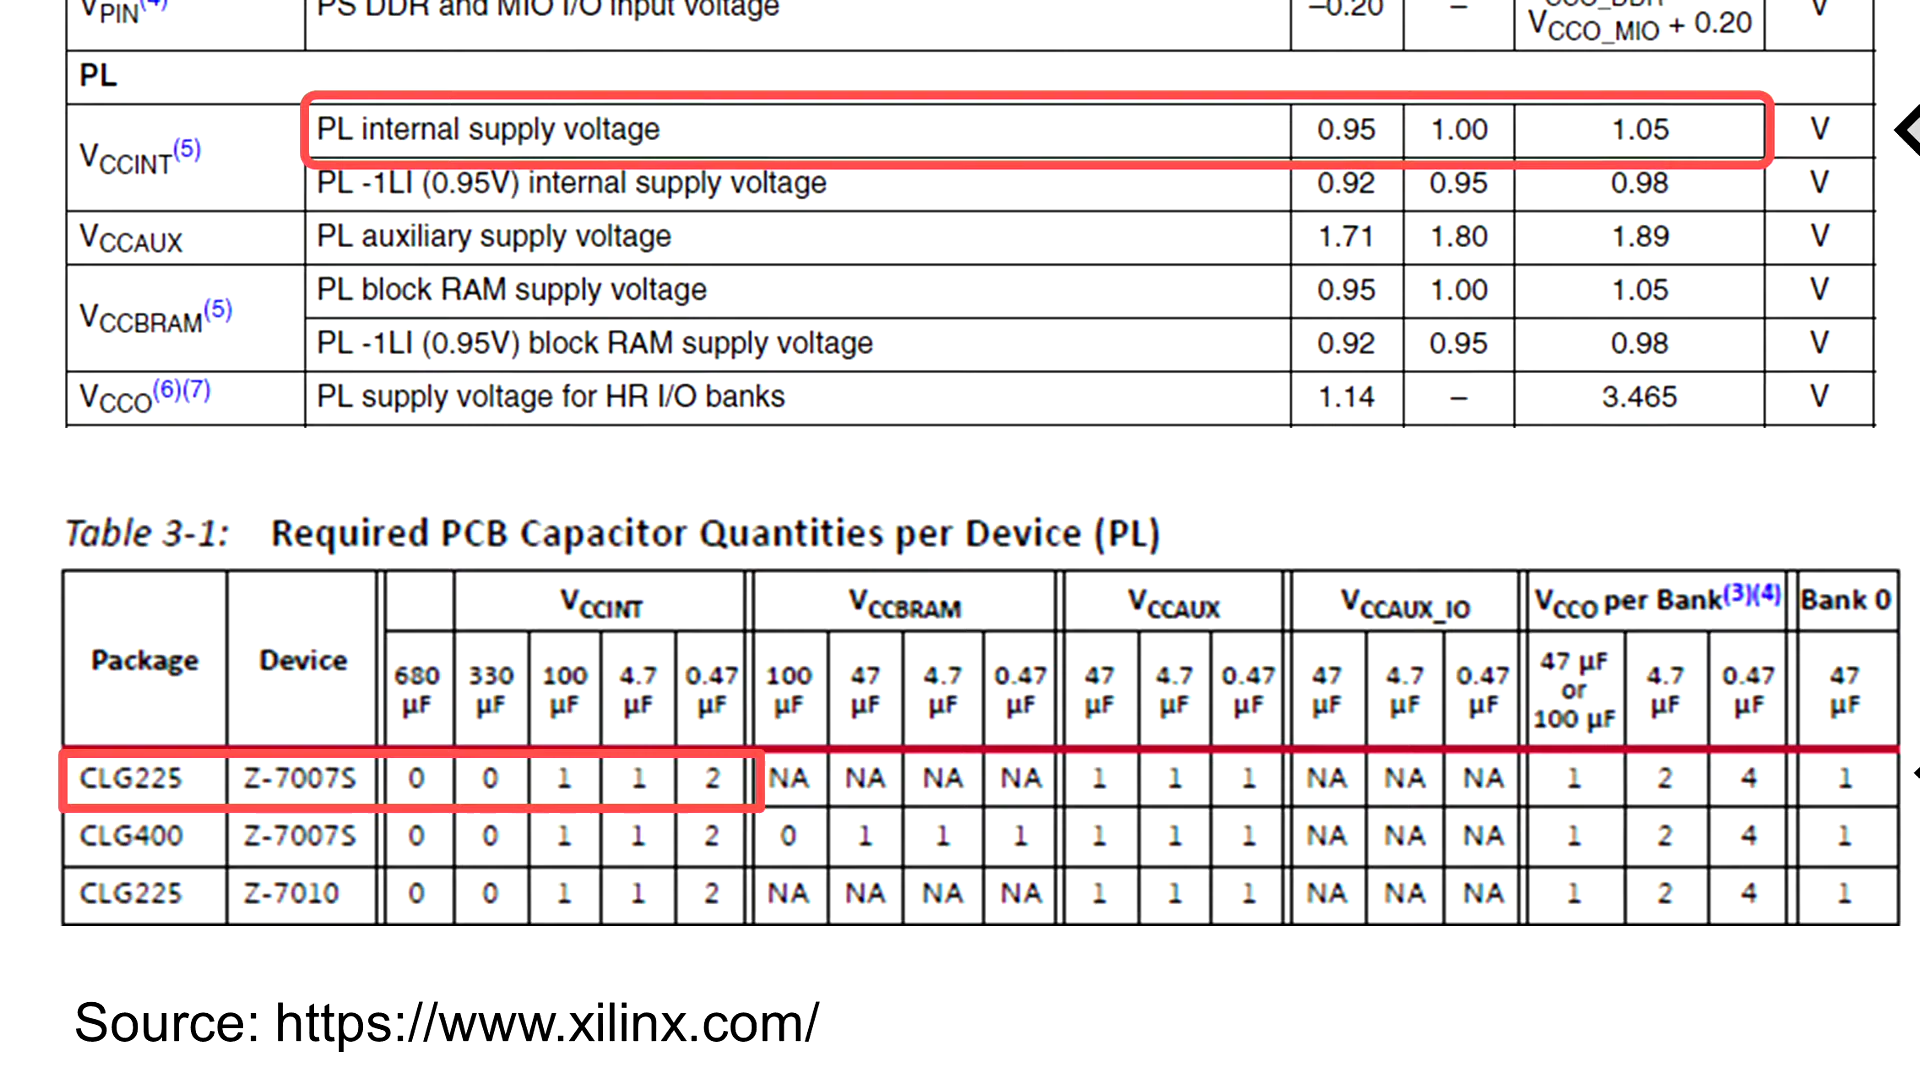 VPIN(4) PS DDR and MIO I/O input voltage –0.20 – VCCO_DDR V
VCCO_MIO + 0.20
PL
VCCINT(5) PL internal supply voltage 0.95 1.00 1.05 V
PL -1LI (0.95V) internal supply voltage 0.92 0.95 0.98 V
VCCAUX PL auxiliary supply voltage 1.71 1.80 1.89 V
VCCBRAM(5) PL block RAM supply voltage 0.95 1.00 1.05 V
PL -1LI (0.95V) block RAM supply voltage 0.92 0.95 0.98 V
VCCO(6)(7) PL supply voltage for HR I/O banks 1.14 – 3.465 V
Table 3-1: Required PCB Capacitor Quantities per Device (PL)
Package Device VCCINT VCCBRAM VCCAUX VCCAUX_IO VCCO per Bank(3)(4) Bank 0
680 µF 330 µF 100 µF 4.7 µF 0.47 µF 100 µF 47 µF 4.7 µF 0.47 µF 47 µF 4.7 µF 0.47 µF 47 µF 4.7 µF 0.47 µF 47 µF or 100 µF 4.7 µF 0.47 µF 47 µF
CLG225 Z-7007S 0 0 1 1 2 NA NA NA NA 1 1 1 NA NA NA 1 2 4 1
CLG400 Z-7007S 0 0 1 1 2 0 1 1 1 1 1 1 NA NA NA 1 2 4 1
CLG225 Z-7010 0 0 1 1 2 NA NA NA NA 1 1 1 NA NA NA 1 2 4 1
Source: https://www.xilinx.com/